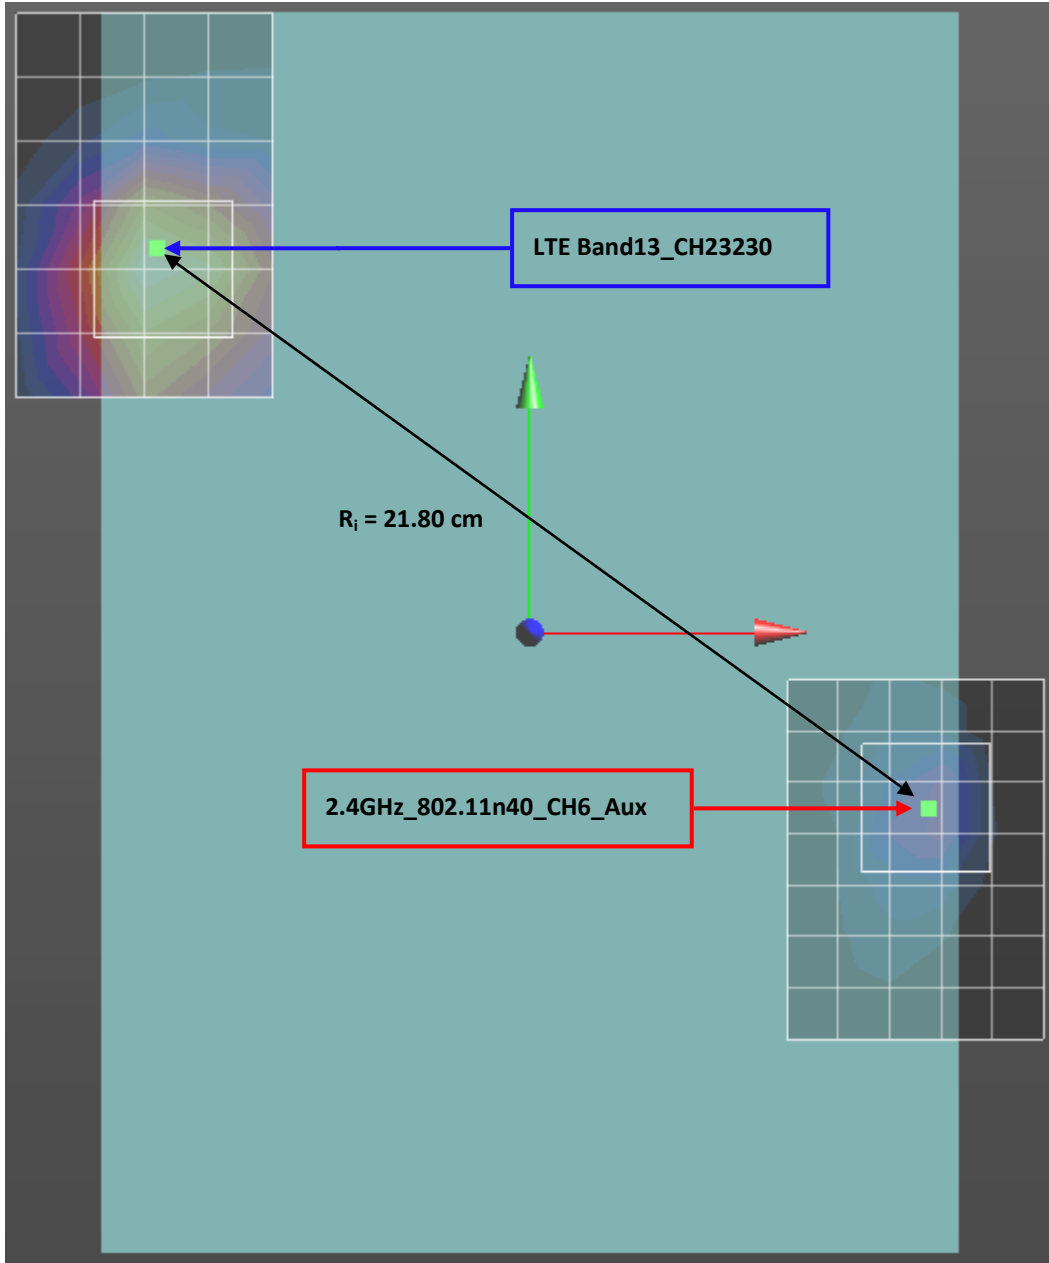 LTE Band13_CH23230
Rᵢ = 21.80 cm
2.4GHz_802.11n40_CH6_Aux